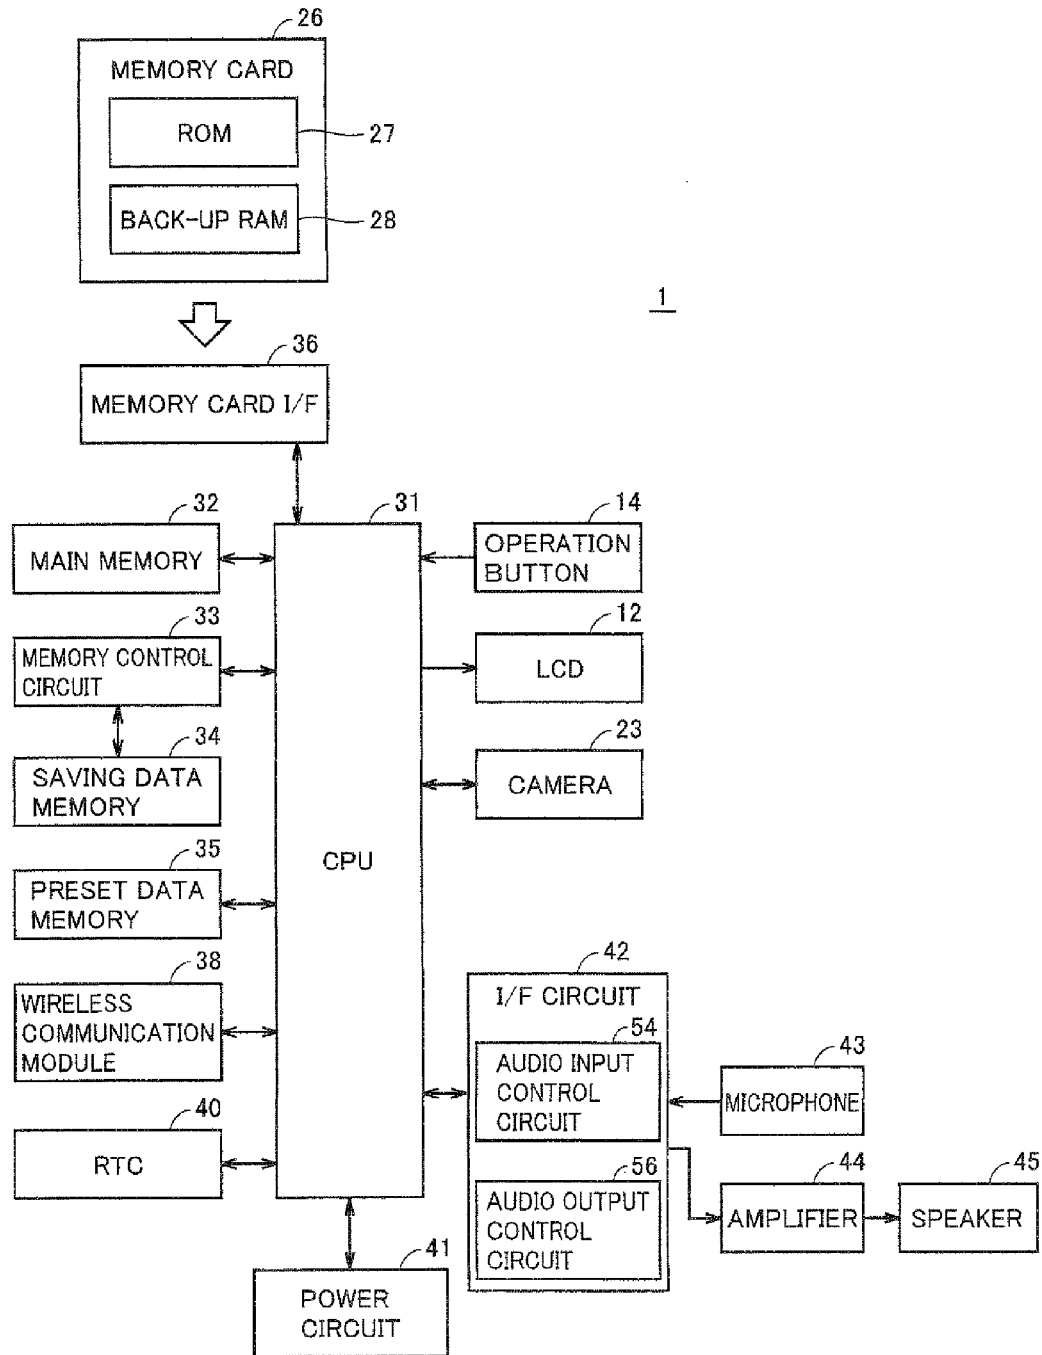 26
MEMORY CARD
ROM
27
BACK-UP RAM
28
1
36
MEMORY CARD I/F
32
MAIN MEMORY
31
CPU
14
OPERATION
BUTTON
33
MEMORY CONTROL
CIRCUIT
12
LCD
34
SAVING DATA
MEMORY
23
CAMERA
35
PRESET DATA
MEMORY
38
WIRELESS
COMMUNICATION
MODULE
42
I/F CIRCUIT
54
AUDIO INPUT
CONTROL
CIRCUIT
43
MICROPHONE
40
RTC
56
AUDIO OUTPUT
CONTROL
CIRCUIT
44
AMPLIFIER
45
SPEAKER
41
POWER
CIRCUIT